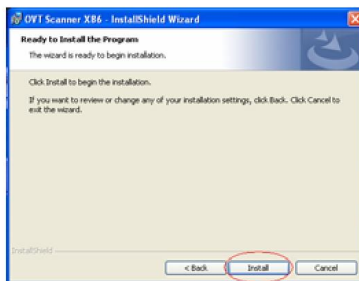 OVT Scanner X86 - InstallShield Wizard
Ready to Install the Program
The wizard is ready to begin installation.
Click Install to begin the installation.
If you want to review or change any of your installation settings, click Back. Click Cancel to
exit the wizard.
InstallShield
< Back Install Cancel